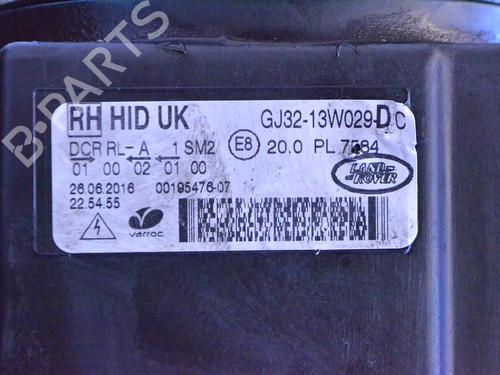 B-PARTS
RH HID UK GJ32-13W029-DC
DCR RL-A 1 SM2 E8 20.0 PL 7584
01 00 02 01 00 LAND-ROVER
26.06.2016 00195476-07
22.54.55
varroc